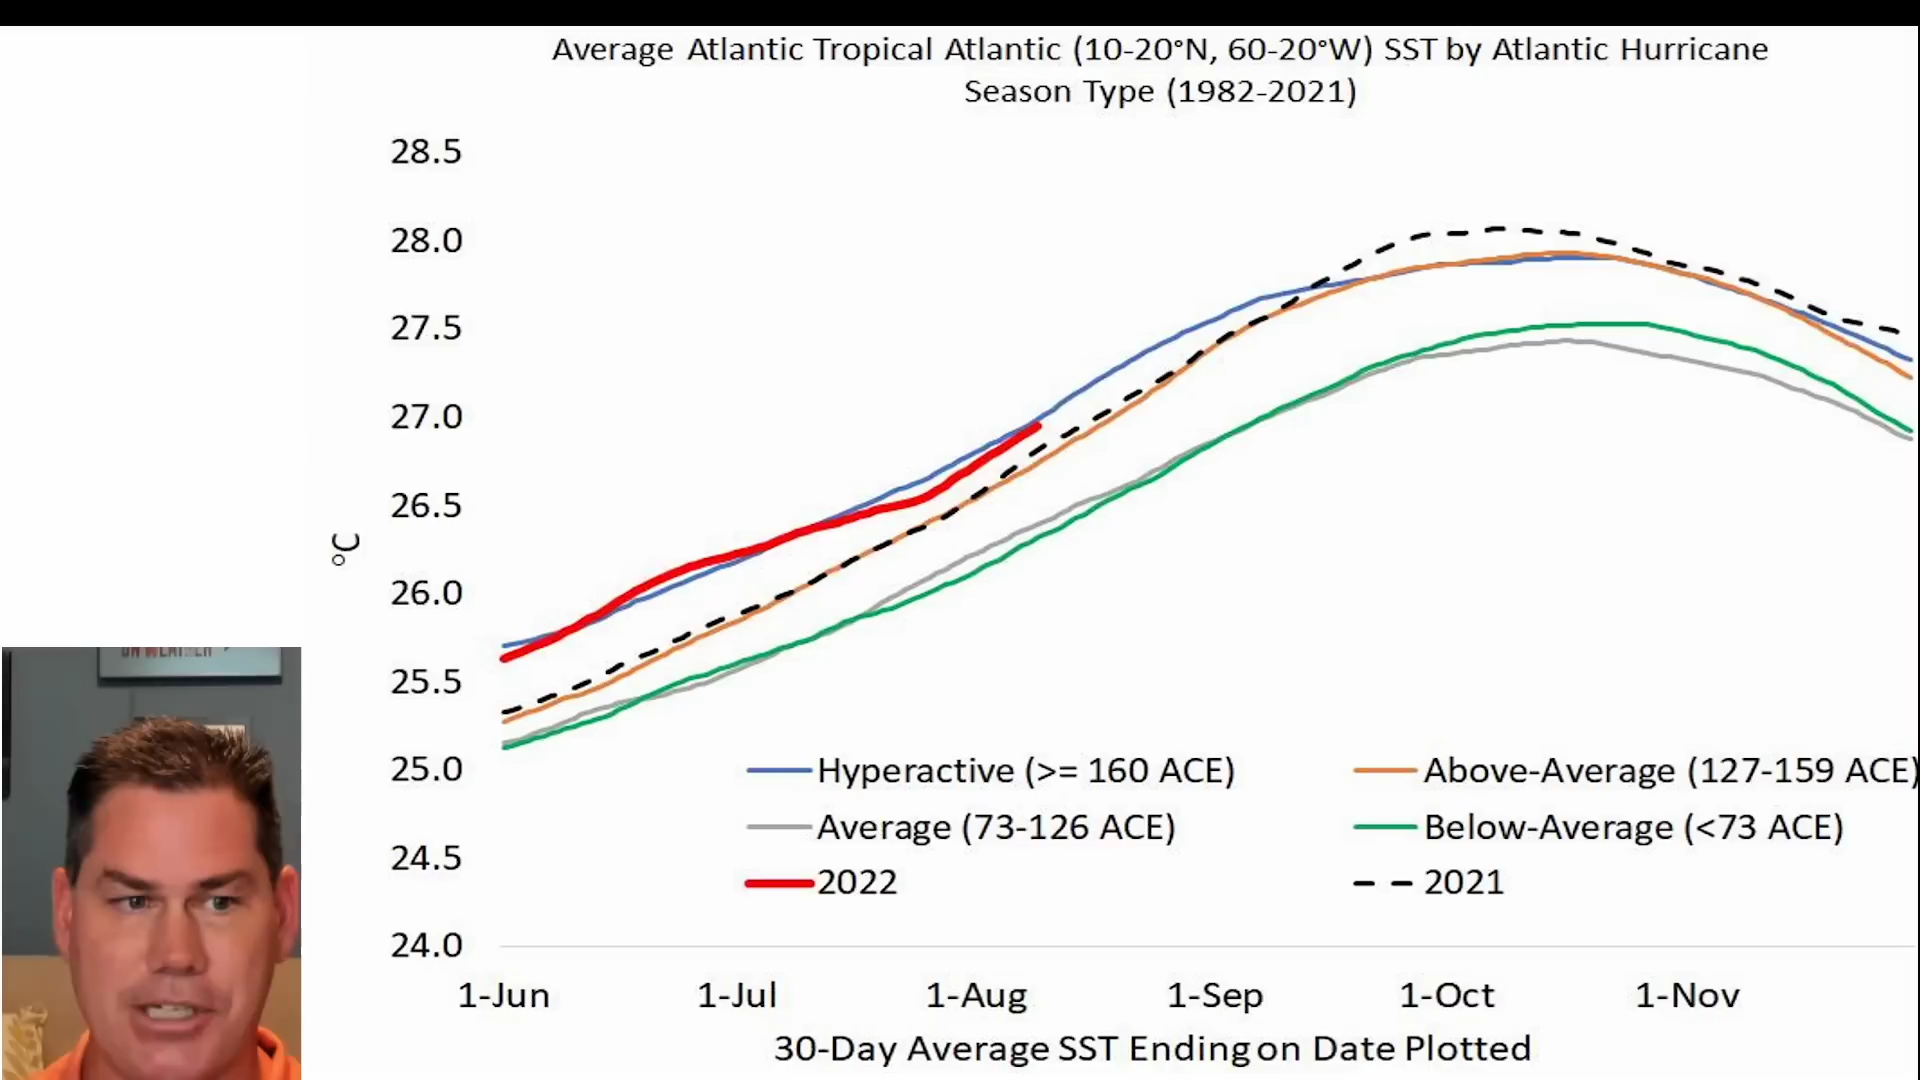 Average Atlantic Tropical Atlantic (10-20°N, 60-20°W) SST by Atlantic Hurricane
Season Type (1982-2021)
28.5
28.0
27.5
27.0
26.5
26.0
25.5
25.0
24.5
24.0
°C
Hyperactive (>= 160 ACE)
Above-Average (127-159 ACE)
Average (73-126 ACE)
Below-Average (<73 ACE)
2022
2021
1-Jun 1-Jul 1-Aug 1-Sep 1-Oct 1-Nov
30-Day Average SST Ending on Date Plotted